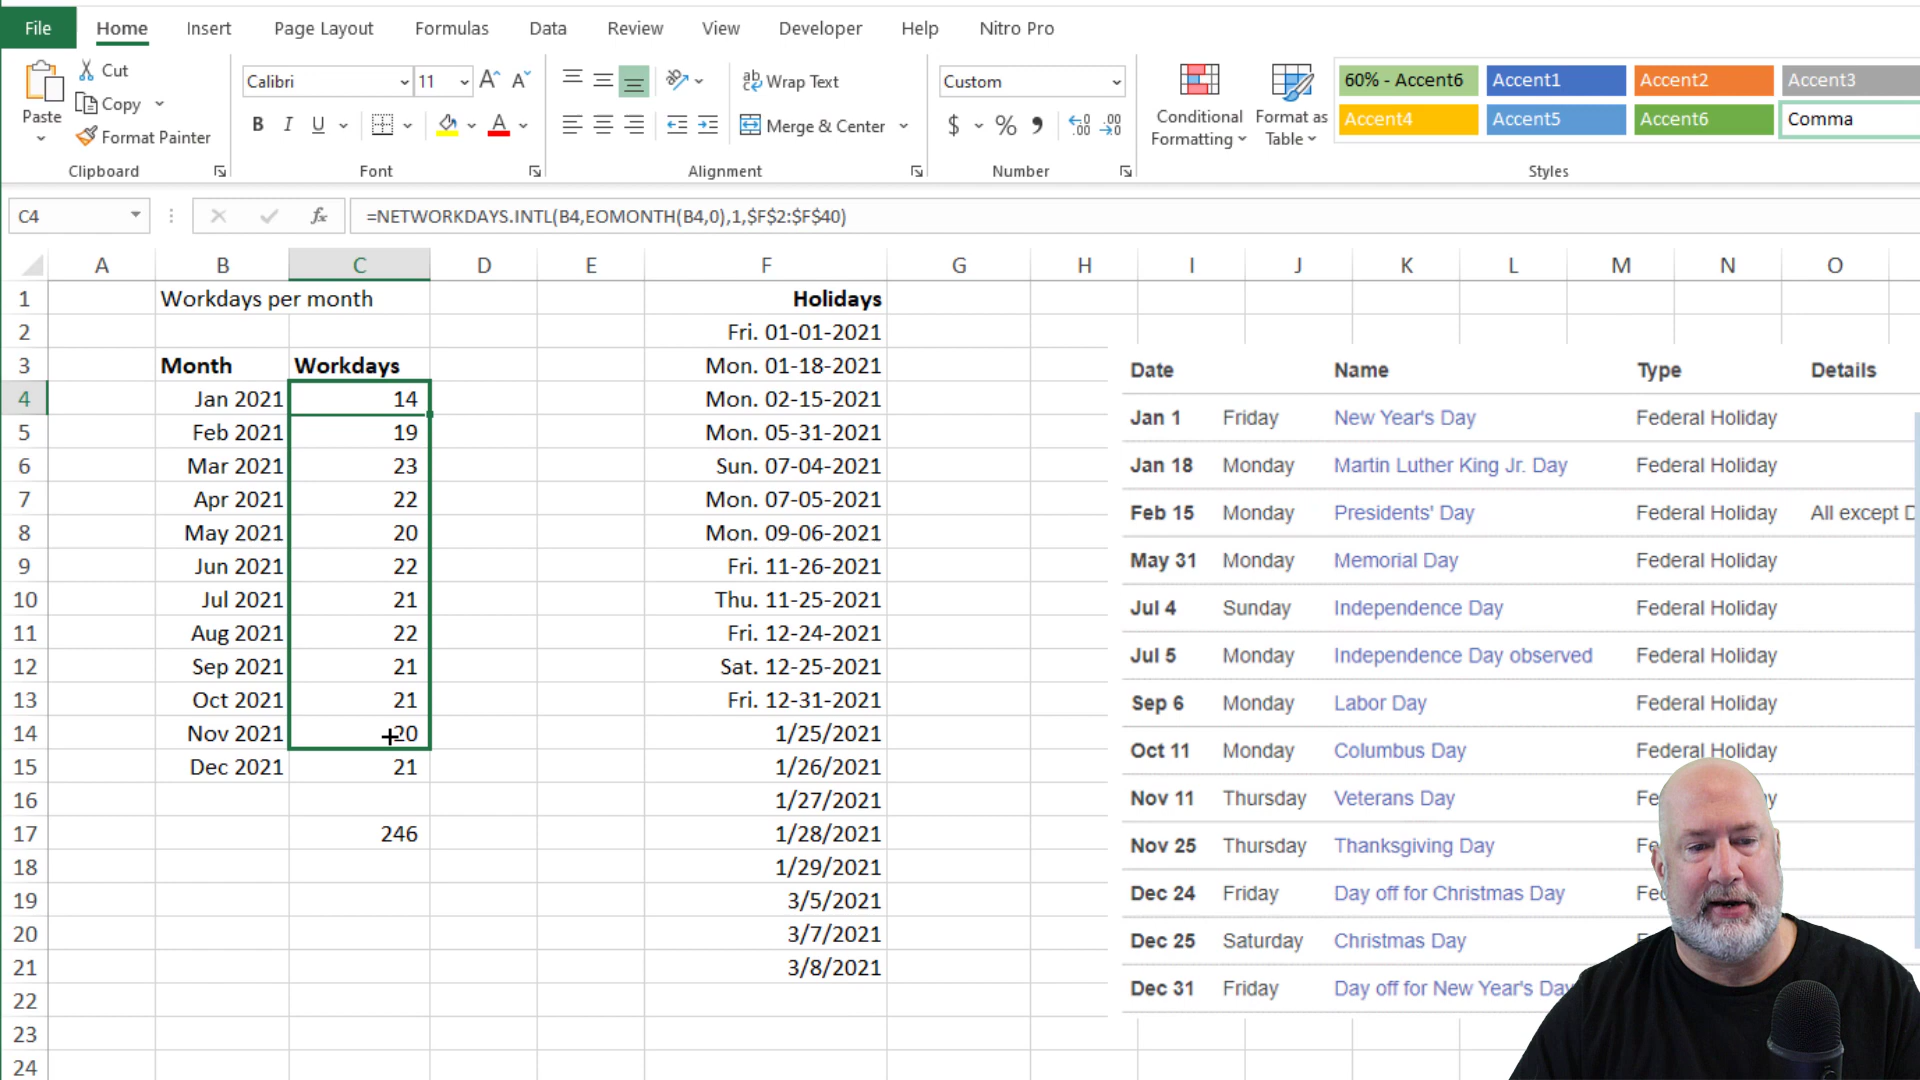 File Home Insert Page Layout Formulas Data Review View Developer Help Nitro Pro
Paste
Cut
Copy
Format Painter
Clipboard
Calibri 11
B I U
Font
Wrap Text
Merge & Center
Alignment
Custom
$ % 9
Number
Conditional Formatting
Format as Table
60% - Accent6 Accent1 Accent2 Accent3
Accent4 Accent5 Accent6 Comma
Styles
C4 fx =NETWORKDAYS.INTL(B4,EOMONTH(B4,0),1,$F$2:$F$40)
A B C D E F G H I J K L M N O
1 Workdays per month Holidays
2 Fri. 01-01-2021
3 Month Workdays Mon. 01-18-2021
4 Jan 2021 14 Mon. 02-15-2021
5 Feb 2021 19 Mon. 05-31-2021
6 Mar 2021 23 Sun. 07-04-2021
7 Apr 2021 22 Mon. 07-05-2021
8 May 2021 20 Mon. 09-06-2021
9 Jun 2021 22 Fri. 11-26-2021
10 Jul 2021 21 Thu. 11-25-2021
11 Aug 2021 22 Fri. 12-24-2021
12 Sep 2021 21 Sat. 12-25-2021
13 Oct 2021 21 Fri. 12-31-2021
14 Nov 2021 20 1/25/2021
15 Dec 2021 21 1/26/2021
16 1/27/2021
17 246 1/28/2021
18 1/29/2021
19 3/5/2021
20 3/7/2021
21 3/8/2021
22
23
24
Date Name Type Details
Jan 1 Friday New Year's Day Federal Holiday
Jan 18 Monday Martin Luther King Jr. Day Federal Holiday
Feb 15 Monday Presidents' Day Federal Holiday All except
May 31 Monday Memorial Day Federal Holiday
Jul 4 Sunday Independence Day Federal Holiday
Jul 5 Monday Independence Day observed Federal Holiday
Sep 6 Monday Labor Day Federal Holiday
Oct 11 Monday Columbus Day Federal Holiday
Nov 11 Thursday Veterans Day
Nov 25 Thursday Thanksgiving Day
Dec 24 Friday Day off for Christmas Day
Dec 25 Saturday Christmas Day
Dec 31 Friday Day off for New Year's Day